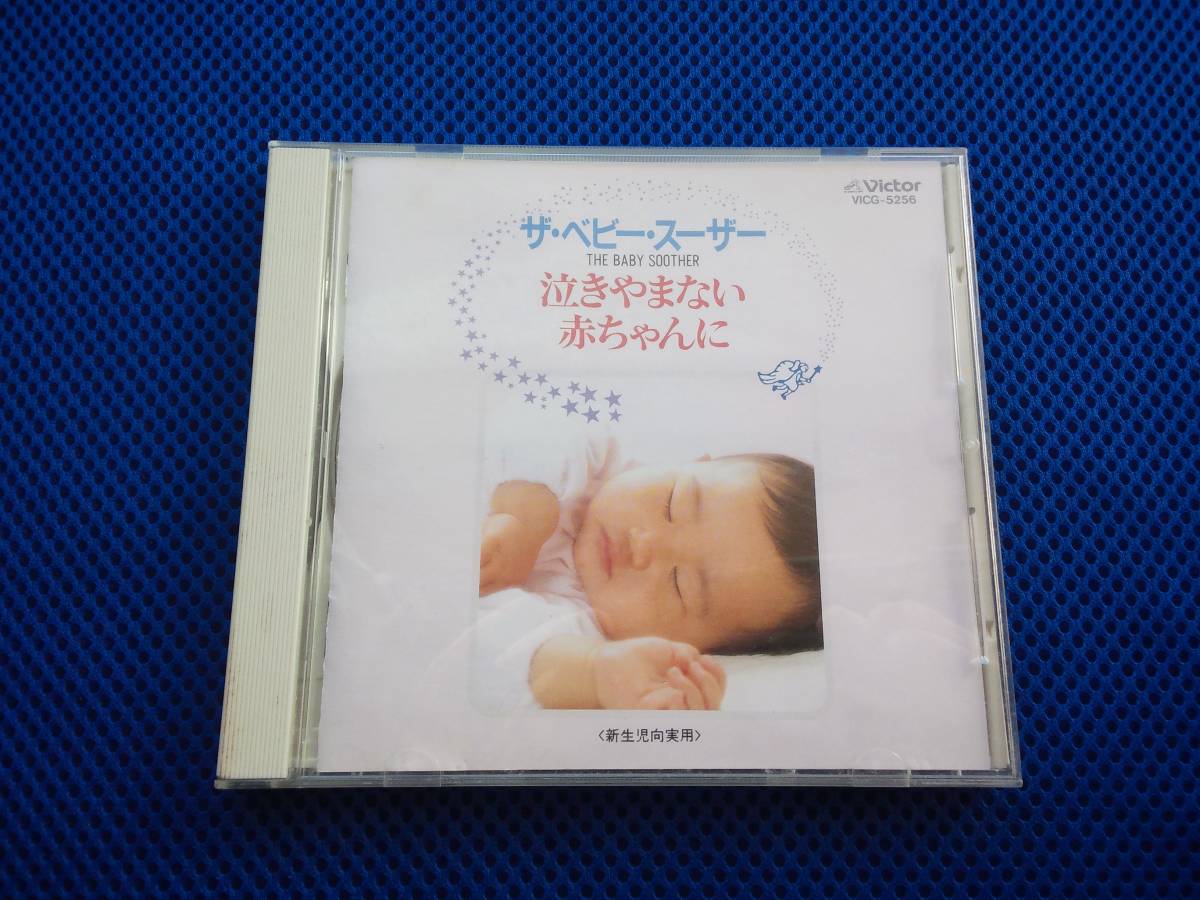 Victor
VICG-5256
ザ・ベビー・スーザー
THE BABY SOOTHER
泣きやまない
赤ちゃんに
〈新生児向実用〉